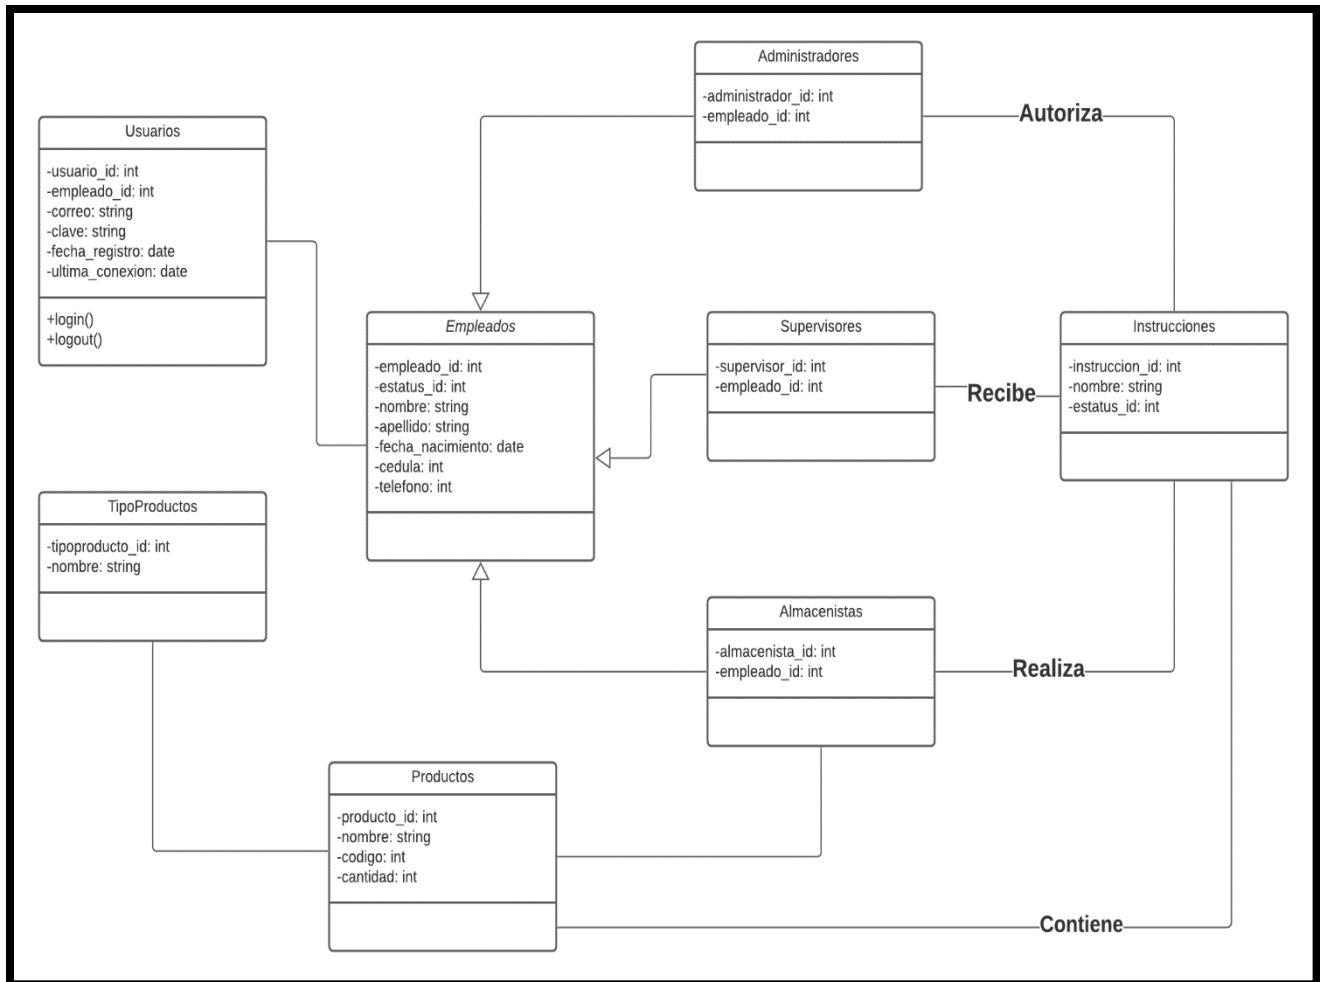 Administradores
-administrador_id: int
-empleado_id: int
Autoriza
Usuarios
-usuario_id: int
-empleado_id: int
-correo: string
-clave: string
-fecha_registro: date
-ultima_conexion: date
+login()
+logout()
Empleados
-empleado_id: int
-estatus_id: int
-nombre: string
-apellido: string
-fecha_nacimiento: date
-cedula: int
-telefono: int
Supervisores
-supervisor_id: int
-empleado_id: int
Recibe
Instrucciones
-instruccion_id: int
-nombre: string
-estatus_id: int
TipoProductos
-tipoproducto_id: int
-nombre: string
Almacenistas
-almacenista_id: int
-empleado_id: int
Realiza
Productos
-producto_id: int
-nombre: string
-codigo: int
-cantidad: int
Contiene